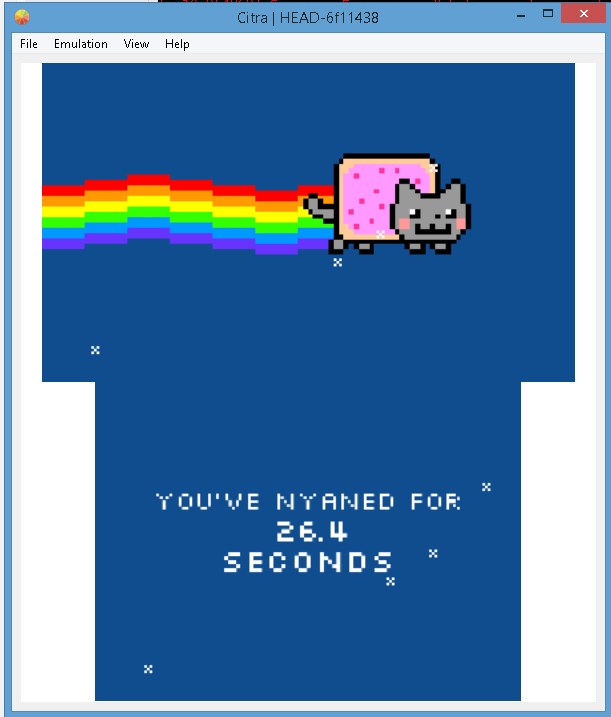 Citra | HEAD-6f11438
File Emulation View Help
YOU'VE NYANED FOR
26.4
SECONDS